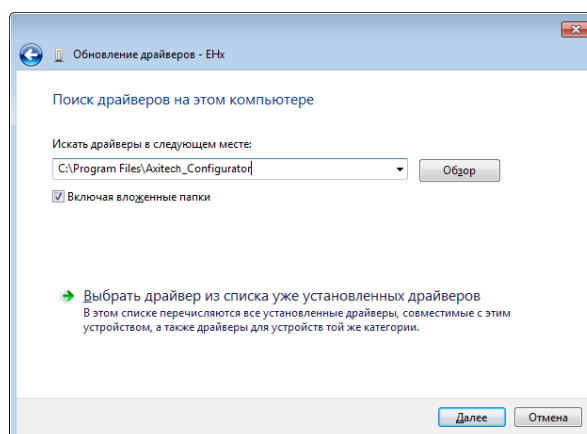 Обновление драйверов - EHx
Поиск драйверов на этом компьютере
Искать драйверы в следующем месте:
C:\Program Files\Axitech_Configurator
Обзор
Включая вложенные папки
Выбрать драйвер из списка уже установленных драйверов
В этом списке перечисляются все установленные драйверы, совместимые с этим
устройством, а также драйверы для устройств той же категории.
Далее
Отмена